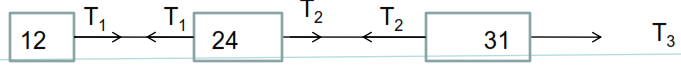 T₁ T₁ T₂ T₂ T₃
12 24 31